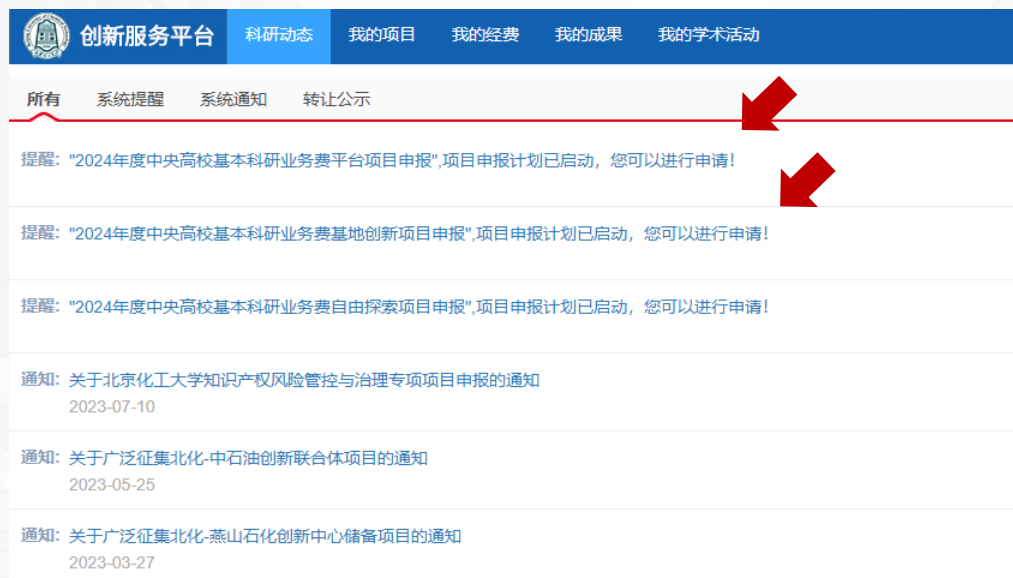 创新服务平台 科研动态 我的项目 我的经费 我的成果 我的学术活动
所有 系统提醒 系统通知 转让公示
提醒: "2024年度中央高校基本科研业务费平台项目申报",项目申报计划已启动，您可以进行申请!
提醒: "2024年度中央高校基本科研业务费基地创新项目申报",项目申报计划已启动，您可以进行申请!
提醒: "2024年度中央高校基本科研业务费自由探索项目申报",项目申报计划已启动，您可以进行申请!
通知: 关于北京化工大学知识产权风险管控与治理专项项目申报的通知
2023-07-10
通知: 关于广泛征集北化-中石油创新联合体项目的通知
2023-05-25
通知: 关于广泛征集北化-燕山石化创新中心储备项目的通知
2023-03-27